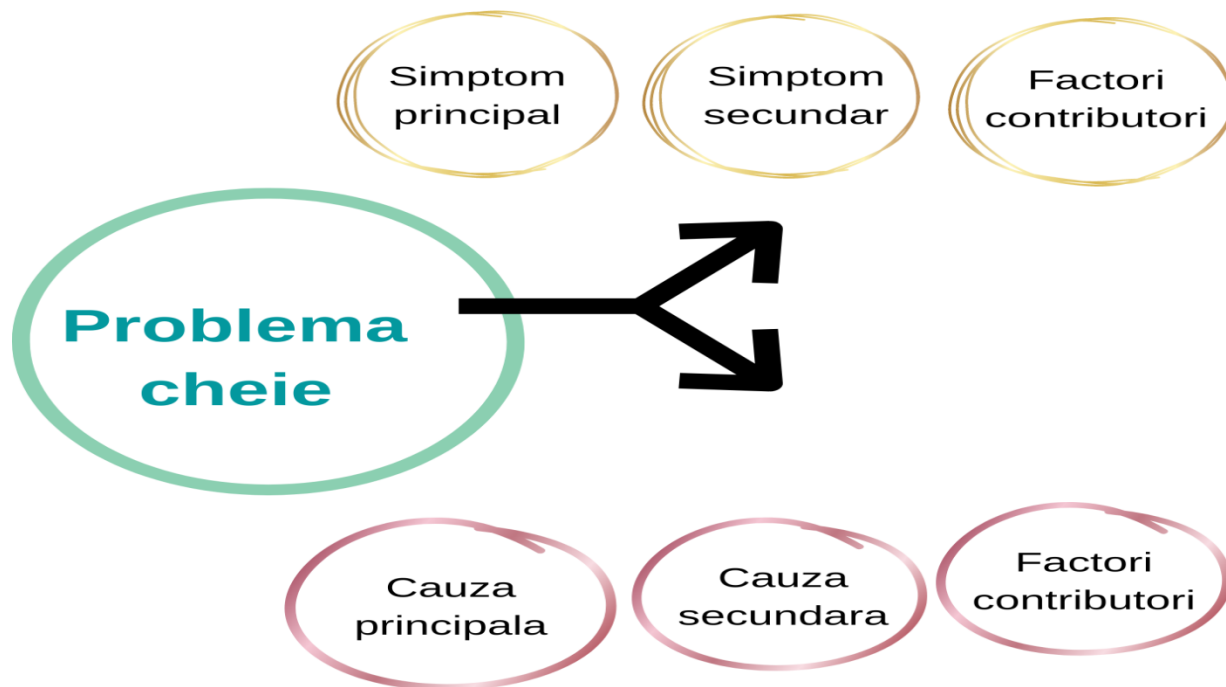 Simptom
principal
Simptom
secundar
Factori
contributori
Problema
cheie
Cauza
principala
Cauza
secundara
Factori
contributori